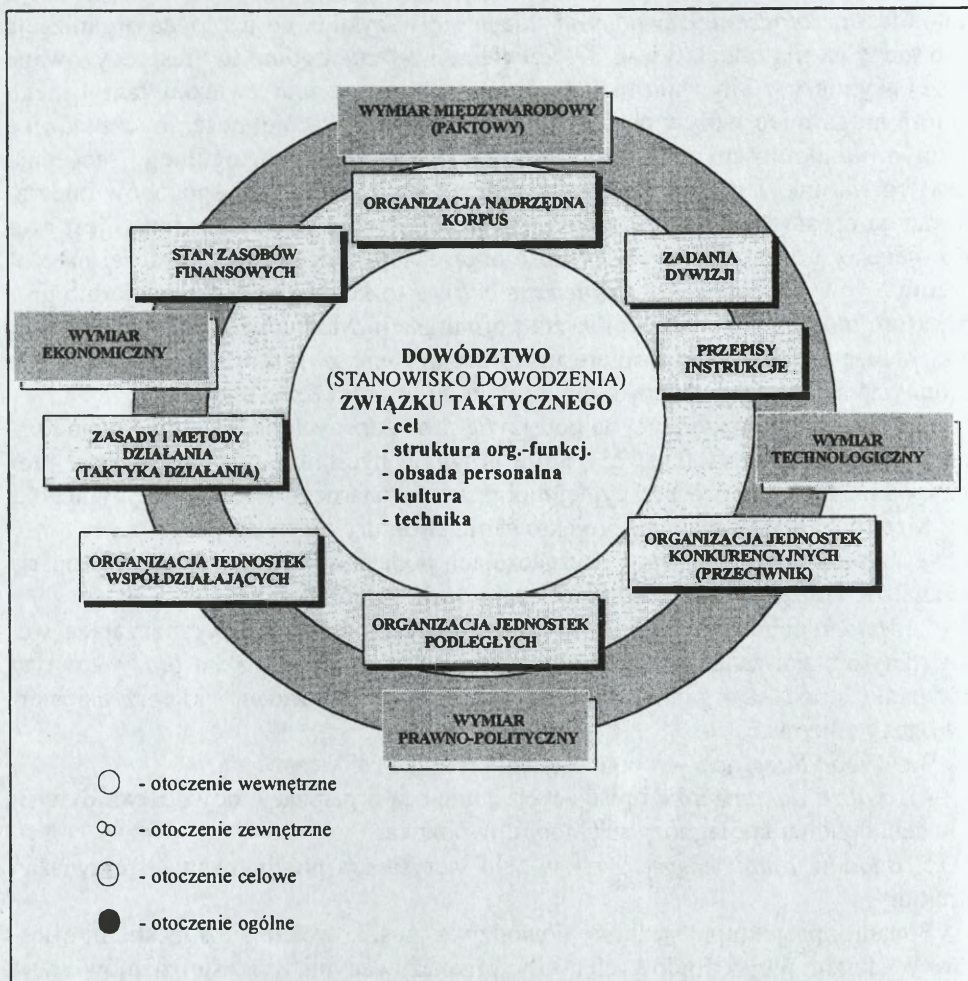 WYMIAR MIĘDZYNARODOWY
(PAKTOWY)
ORGANIZACJA NADRZĘDNA
KORPUS
STAN ZASOBÓW
FINANSOWYCH
ZADANIA
DYWIZJI
WYMIAR
EKONOMICZNY
PRZEPISY
INSTRUKCJE
DOWÓDZTWO
(STANOWISKO DOWODZENIA)
ZWIĄZKU TAKTYCZNEGO
- cel
- struktura org.-funkcj.
- obsada personalna
- kultura
- technika
ZASADY I METODY
DZIAŁANIA
(TAKTYKA DZIAŁANIA)
WYMIAR
TECHNOLOGICZNY
ORGANIZACJA JEDNOSTEK
WSPÓŁDZIAŁAJĄCYCH
ORGANIZACJA JEDNOSTEK
KONKURENCYJNYCH
(PRZECIWNIK)
ORGANIZACJA JEDNOSTEK
PODLEGŁYCH
WYMIAR
PRAWNO-POLITYCZNY
- otoczenie wewnętrzne
- otoczenie zewnętrzne
- otoczenie celowe
- otoczenie ogólne